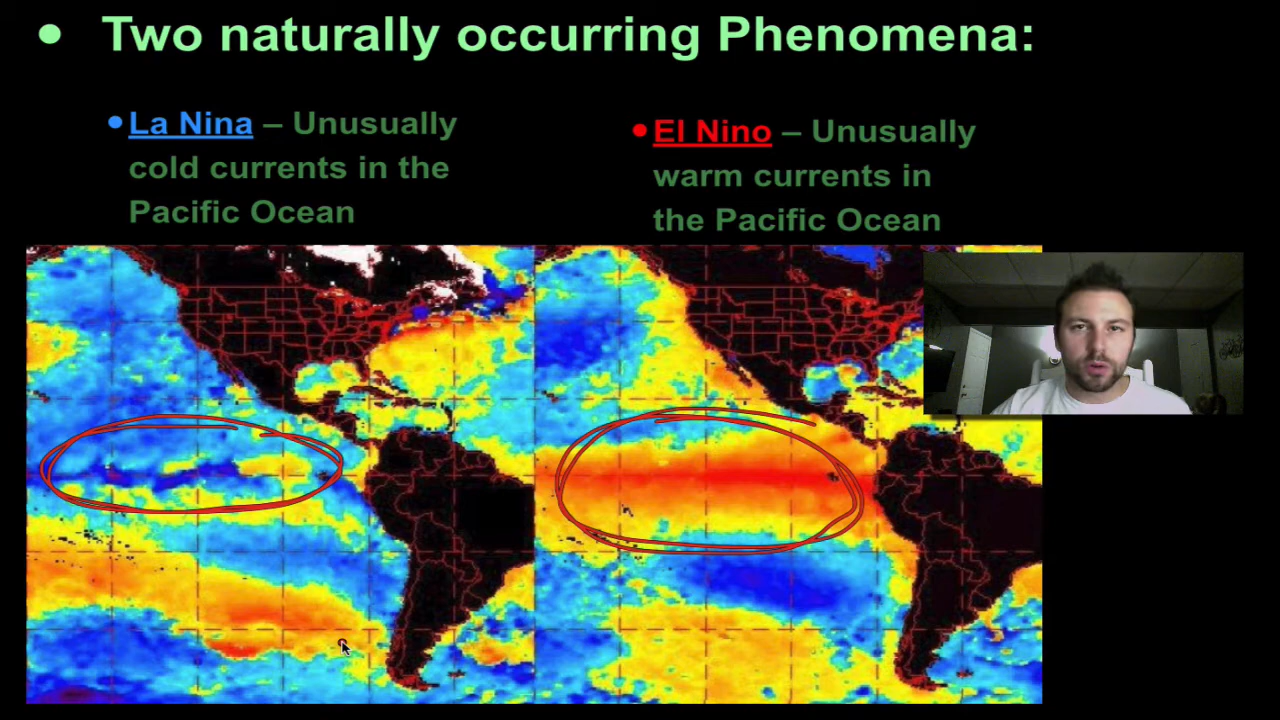 • Two naturally occurring Phenomena:
• La Nina – Unusually
cold currents in the
Pacific Ocean
• El Nino – Unusually
warm currents in
the Pacific Ocean